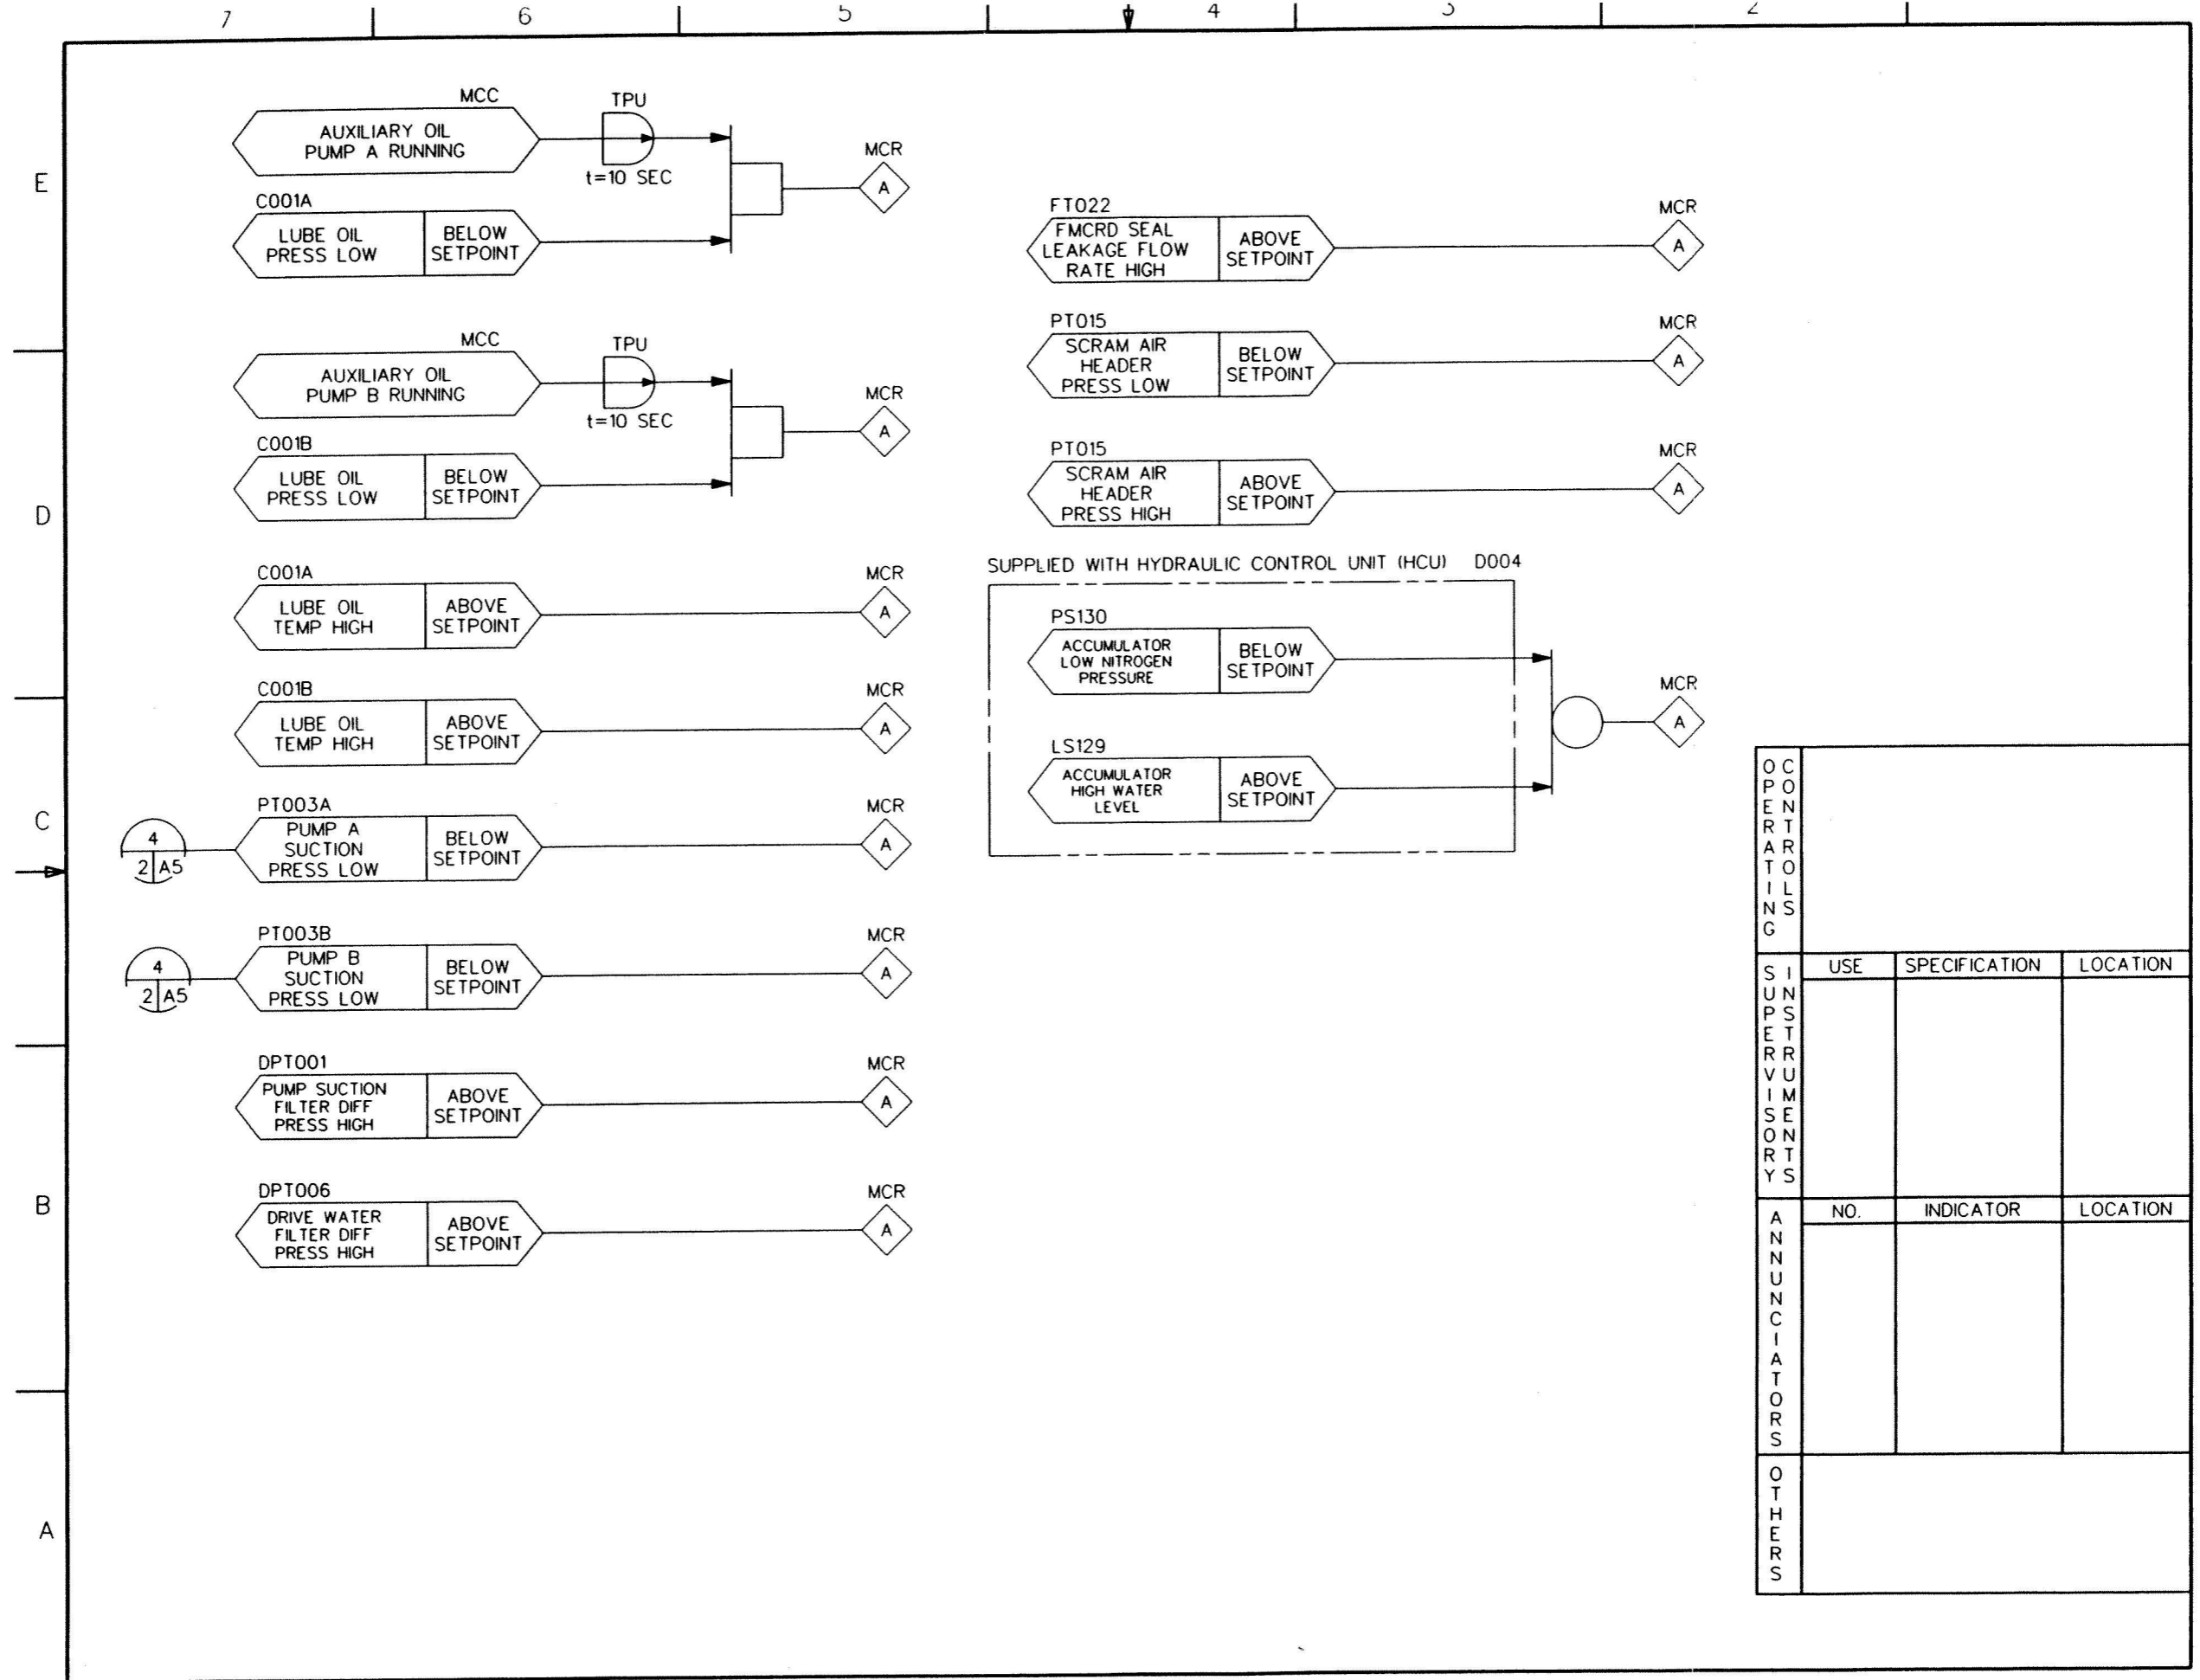 7 6 5 4 3 2
E
D
C
B
A
MCC
AUXILIARY OIL
PUMP A RUNNING
TPU
t=10 SEC
MCR
A
C001A
LUBE OIL
PRESS LOW
BELOW
SETPOINT
MCC
AUXILIARY OIL
PUMP B RUNNING
TPU
t=10 SEC
MCR
A
C001B
LUBE OIL
PRESS LOW
BELOW
SETPOINT
C001A
LUBE OIL
TEMP HIGH
ABOVE
SETPOINT
MCR
A
C001B
LUBE OIL
TEMP HIGH
ABOVE
SETPOINT
MCR
A
4
2 A5
PT003A
PUMP A
SUCTION
PRESS LOW
BELOW
SETPOINT
MCR
A
4
2 A5
PT003B
PUMP B
SUCTION
PRESS LOW
BELOW
SETPOINT
MCR
A
DPT001
PUMP SUCTION
FILTER DIFF
PRESS HIGH
ABOVE
SETPOINT
MCR
A
DPT006
DRIVE WATER
FILTER DIFF
PRESS HIGH
ABOVE
SETPOINT
MCR
A
FT022
FMCRD SEAL
LEAKAGE FLOW
RATE HIGH
ABOVE
SETPOINT
MCR
A
PT015
SCRAM AIR
HEADER
PRESS LOW
BELOW
SETPOINT
MCR
A
PT015
SCRAM AIR
HEADER
PRESS HIGH
ABOVE
SETPOINT
MCR
A
SUPPLIED WITH HYDRAULIC CONTROL UNIT (HCU) D004
PS130
ACCUMULATOR
LOW NITROGEN
PRESSURE
BELOW
SETPOINT
LS129
ACCUMULATOR
HIGH WATER
LEVEL
ABOVE
SETPOINT
MCR
A
OPERATING
CONTROLS
SUPERVISORY
INSTRUMENTS
USE SPECIFICATION LOCATION
ANNUNCIATORS
NO. INDICATOR LOCATION
OTHERS